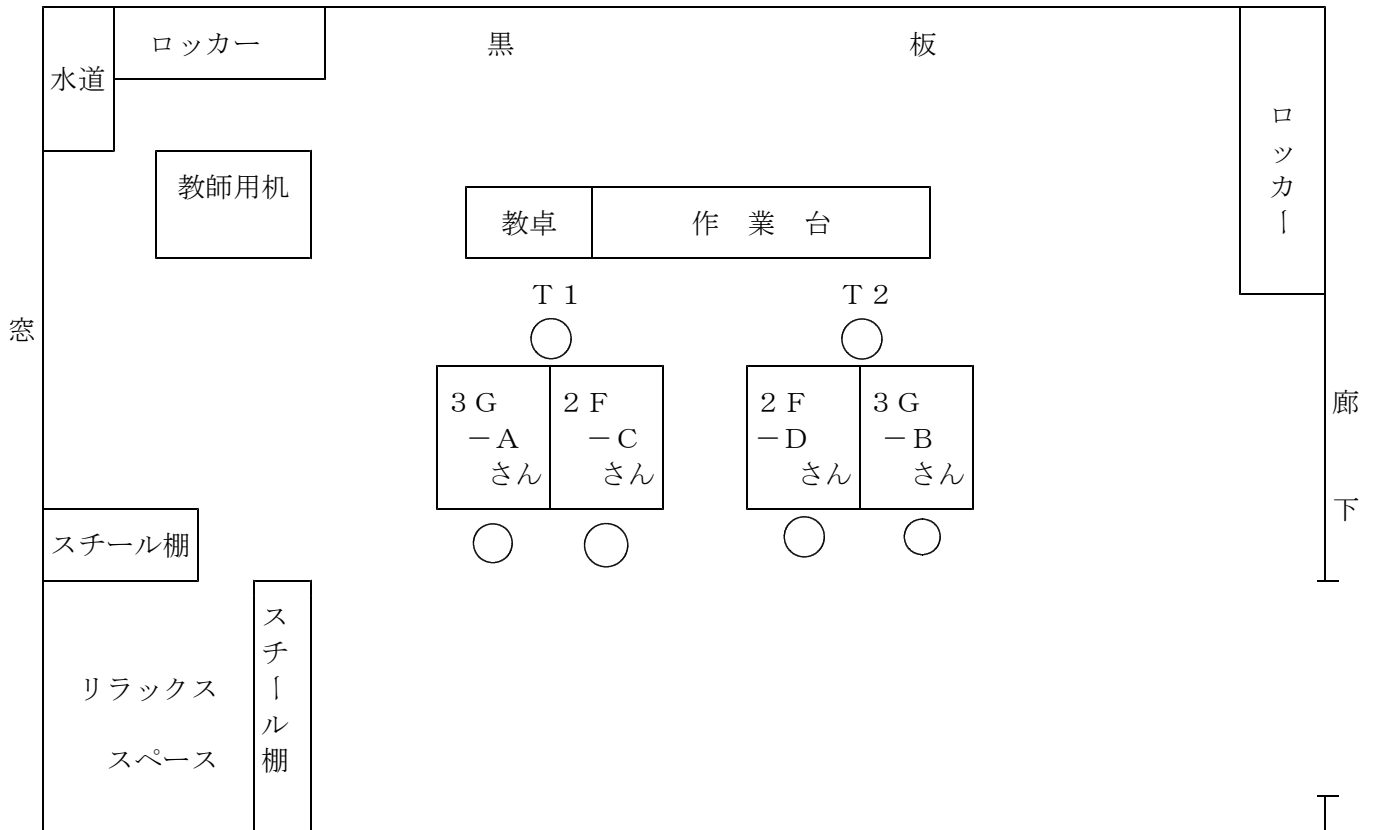 ロッカー
黒板
水道
ロッカー
教師用机
教卓
作業台
T1
T2
窓
3G
－A
さん
2F
－C
さん
2F
－D
さん
3G
－B
さん
廊下
スチール棚
スチール棚
リラックス
スペース